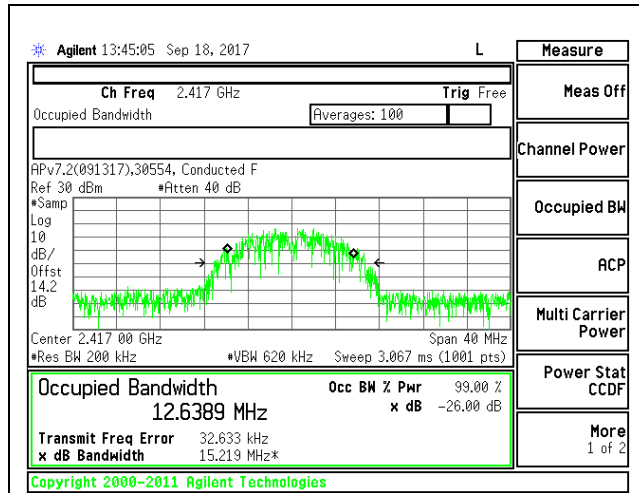 Agilent 13:45:05 Sep 18, 2017 L
Measure
Ch Freq 2.417 GHz Trig Free
Meas Off
Occupied Bandwidth Averages: 100
Channel Power
APv7.2(091317),30554, Conducted F
Ref 30 dBm #Atten 40 dB
#Samp
Log
10
dB/
Offst
14.2
dB
Occupied BW
ACP
Center 2.417 00 GHz Span 40 MHz
#Res BW 200 kHz #VBW 620 kHz Sweep 3.067 ms (1001 pts)
Multi Carrier
Power
Occupied Bandwidth Occ BW % Pwr 99.00 %
12.6389 MHz x dB -26.00 dB
Power Stat
CCDF
Transmit Freq Error 32.633 kHz
x dB Bandwidth 15.219 MHz*
More
1 of 2
Copyright 2000-2011 Agilent Technologies